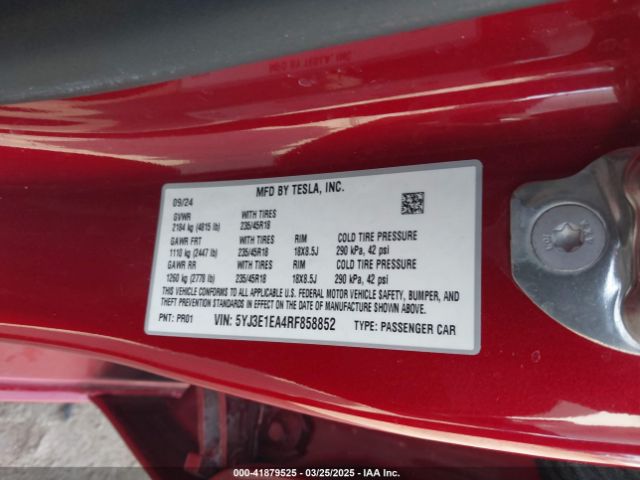 MFD BY TESLA, INC.
09/24
GVWR WITH TIRES
2184 kg (4815 lb) 235/45R18
GAWR FRT WITH TIRES RIM COLD TIRE PRESSURE
1110 kg (2447 lb) 235/45R18 18X8.5J 290 kPa, 42 psi
GAWR RR WITH TIRES RIM COLD TIRE PRESSURE
1260 kg (2778 lb) 235/45R18 18X8.5J 290 kPa, 42 psi
THIS VEHICLE CONFORMS TO ALL APPLICABLE U.S. FEDERAL MOTOR VEHICLE SAFETY, BUMPER, AND
THEFT PREVENTION STANDARDS IN EFFECT ON THE DATE OF MANUFACTURE SHOWN ABOVE.
PNT: PR01 VIN: 5YJ3E1EA4RF858852 TYPE: PASSENGER CAR
000-41879525 - 03/25/2025 - IAA Inc.